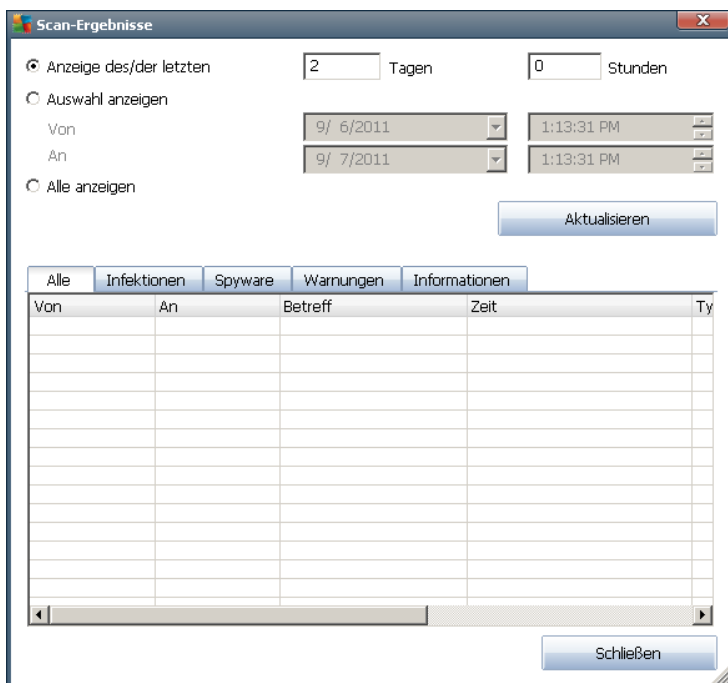 Scan-Ergebnisse
Anzeige des/der letzten 2 Tagen 0 Stunden
Auswahl anzeigen
Von 9/ 6/2011 1:13:31 PM
An 9/ 7/2011 1:13:31 PM
Alle anzeigen
Aktualisieren
Alle Infektionen Spyware Warnungen Informationen
Von An Betreff Zeit Ty
Schließen